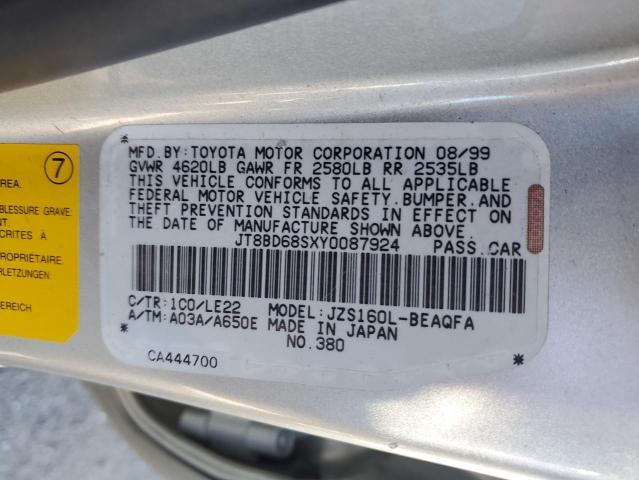 7
REA.
BLESSURE GRAVE:
NT.
CRITES AU
PROPRIÉTAIRE.
RLETZUNGEN:
BEREICH
MFD.BY:TOYOTA MOTOR CORPORATION 08/99
GVWR 4620LB GAWR FR 2580LB RR 2535LB
THIS VEHICLE CONFORMS TO ALL APPLICABLE
FEDERAL MOTOR VEHICLE SAFETY,BUMPER,AND
THEFT PREVENTION STANDARDS IN EFFECT ON
THE DATE OF MANUFACTURE SHOWN ABOVE.
JT8BD68SXY0087924 PASS.CAR
C/TR:1C0/LE22 MODEL:JZS160L-BEAQFA
A/TM:A03A/A650E MADE IN JAPAN
NO.380
CA444700